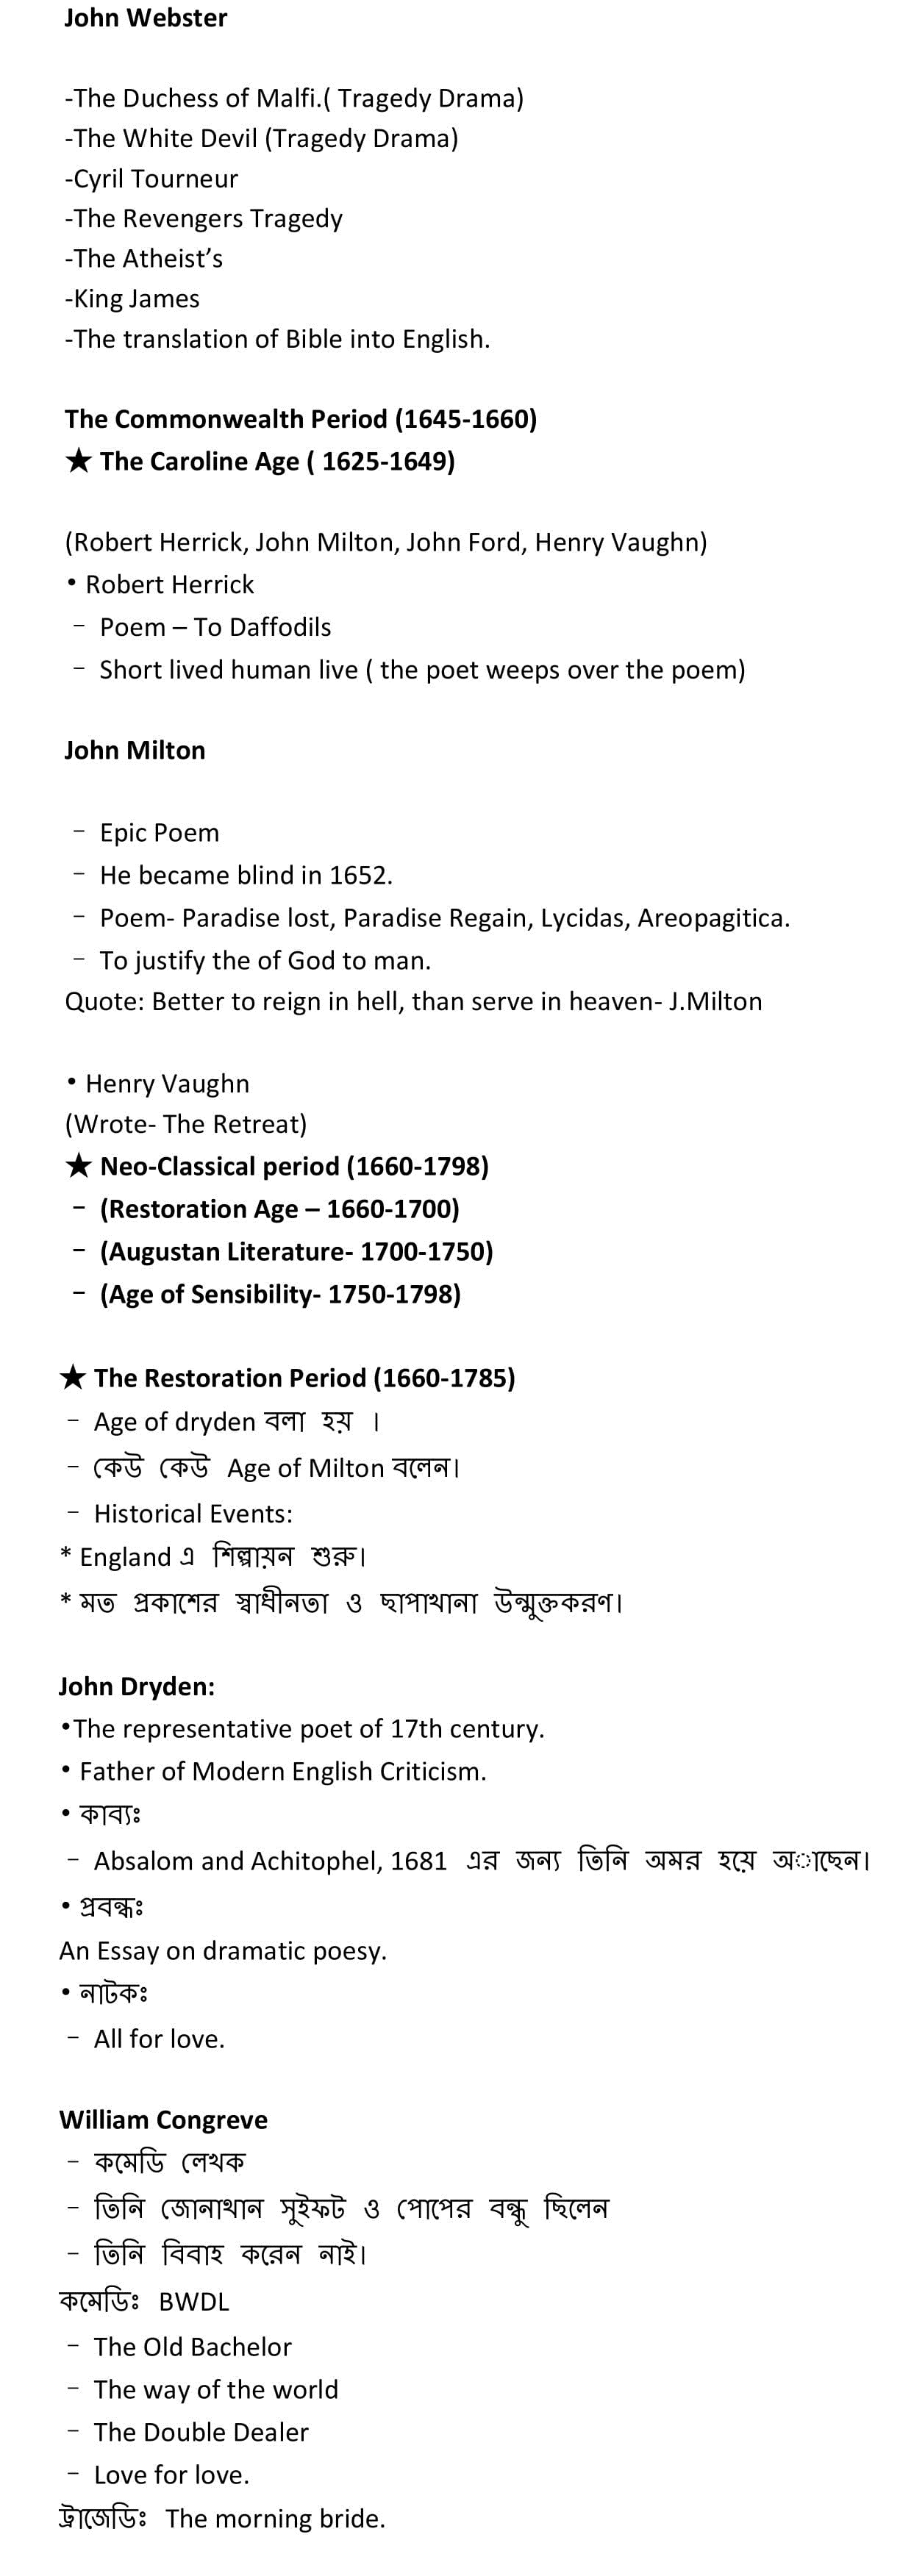 John Webster
-The Duchess of Malfi.( Tragedy Drama)
-The White Devil (Tragedy Drama)
-Cyril Tourneur
-The Revengers Tragedy
-The Atheist’s
-King James
-The translation of Bible into English.
The Commonwealth Period (1645-1660)
★ The Caroline Age ( 1625-1649)
(Robert Herrick, John Milton, John Ford, Henry Vaughn)
• Robert Herrick
– Poem – To Daffodils
– Short lived human live ( the poet weeps over the poem)
John Milton
– Epic Poem
– He became blind in 1652.
– Poem- Paradise lost, Paradise Regain, Lycidas, Areopagitica.
– To justify the of God to man.
Quote: Better to reign in hell, than serve in heaven- J.Milton
• Henry Vaughn
(Wrote- The Retreat)
★ Neo-Classical period (1660-1798)
– (Restoration Age – 1660-1700)
– (Augustan Literature- 1700-1750)
– (Age of Sensibility- 1750-1798)
★ The Restoration Period (1660-1785)
– Age of dryden বলা হয় ।
– কেউ কেউ Age of Milton বলেন।
– Historical Events:
* England এ শিল্পায়ন শুরু।
* মত প্রকাশের স্বাধীনতা ও ছাপাখানা উন্মুক্তকরণ।
John Dryden:
•The representative poet of 17th century.
• Father of Modern English Criticism.
• কাব্যঃ
– Absalom and Achitophel, 1681 এর জন্য তিনি অমর হয়ে অাছেন।
• প্রবন্ধঃ
An Essay on dramatic poesy.
• নাটকঃ
– All for love.
William Congreve
– কমেডি লেখক
– তিনি জোনাথান সুইফট ও পোপের বন্ধু ছিলেন
– তিনি বিবাহ করেন নাই।
কমেডিঃ BWDL
– The Old Bachelor
– The way of the world
– The Double Dealer
– Love for love.
ট্রাজেডিঃ The morning bride.